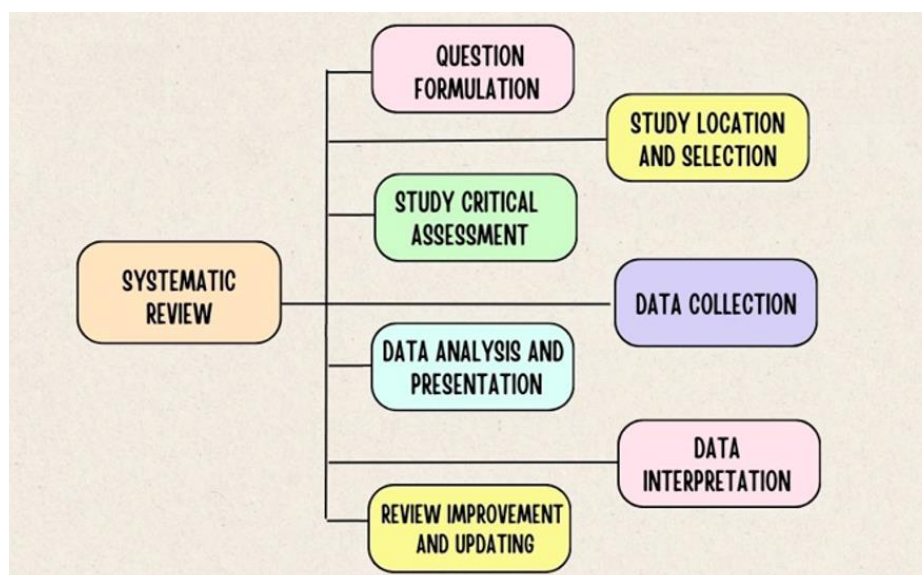 QUESTION
FORMULATION
STUDY LOCATION
AND SELECTION
STUDY CRITICAL
ASSESSMENT
SYSTEMATIC
REVIEW
DATA COLLECTION
DATA ANALYSIS AND
PRESENTATION
DATA
INTERPRETATION
REVIEW IMPROVEMENT
AND UPDATING